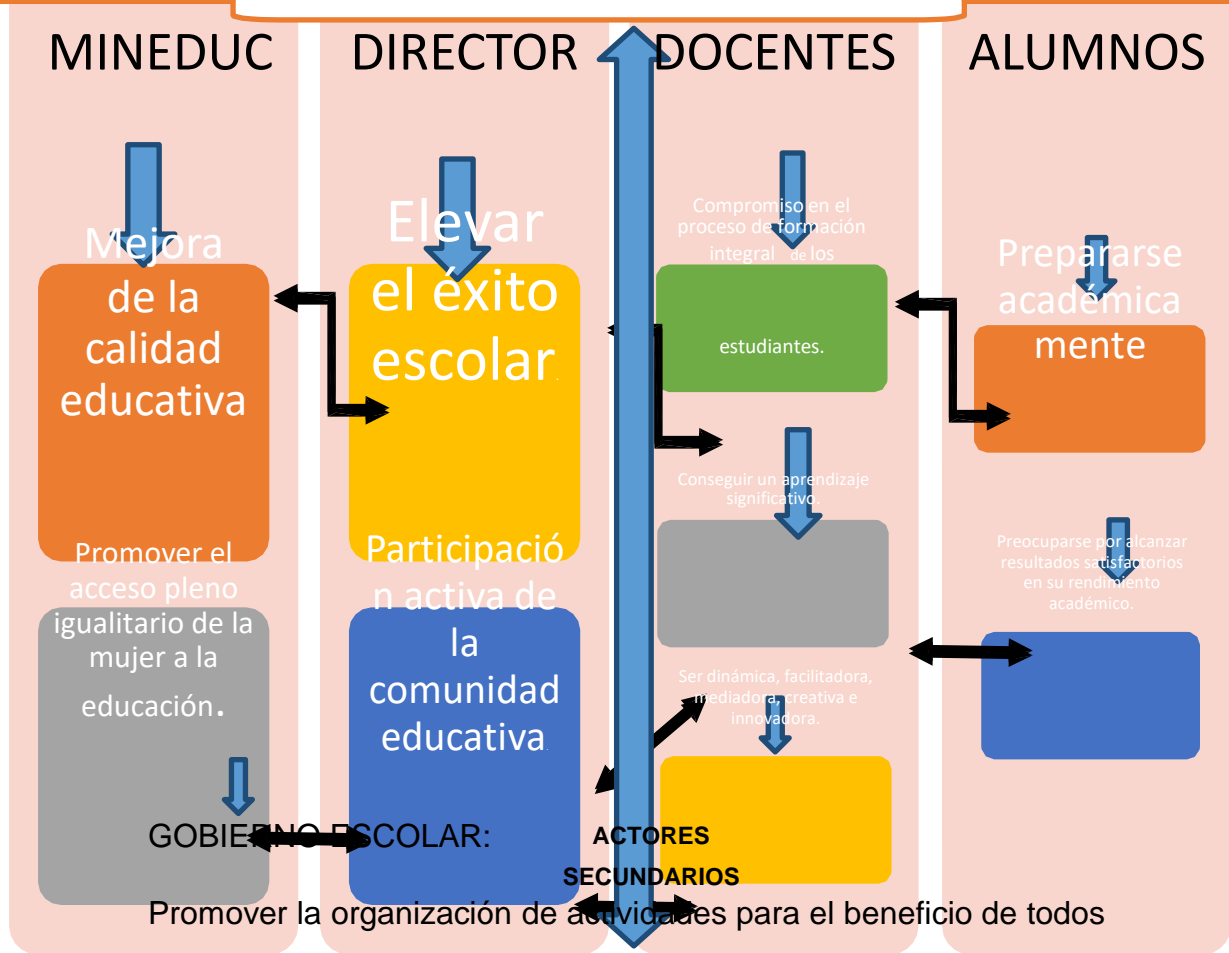 MINEDUC
DIRECTOR
DOCENTES
ALUMNOS
Mejora
de la
calidad
educativa
Promover el
acceso pleno
igualitario de la
mujer a la
educación.
Elevar
el éxito
escolar.
Participació
n activa de
la
comunidad
educativa.
Compromiso en el
proceso de formación
integral de los
estudiantes.
Conseguir un aprendizaje
significativo.
Ser dinámica, facilitadora,
mediadora, creativa e
innovadora.
Prepararse
académica
mente
Preocuparse por alcanzar
resultados satisfactorios
en su rendimiento
académico.
GOBIERNO ESCOLAR:
ACTORES
SECUNDARIOS
Promover la organización de actividades para el beneficio de todos